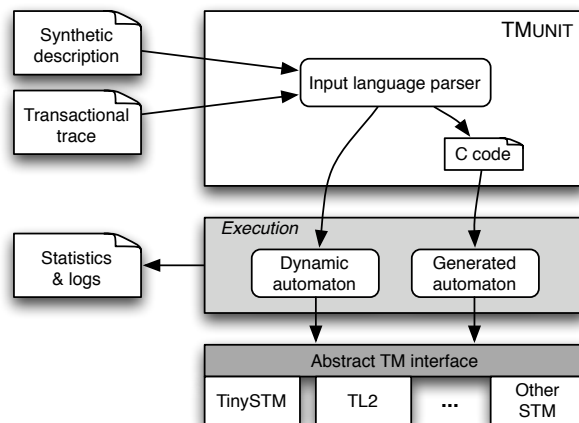 Synthetic
description
TMUNIT
Input language parser
Transactional
trace
C code
Execution
Statistics
& logs
Dynamic
automaton
Generated
automaton
Abstract TM interface
TinySTM
TL2
...
Other
STM